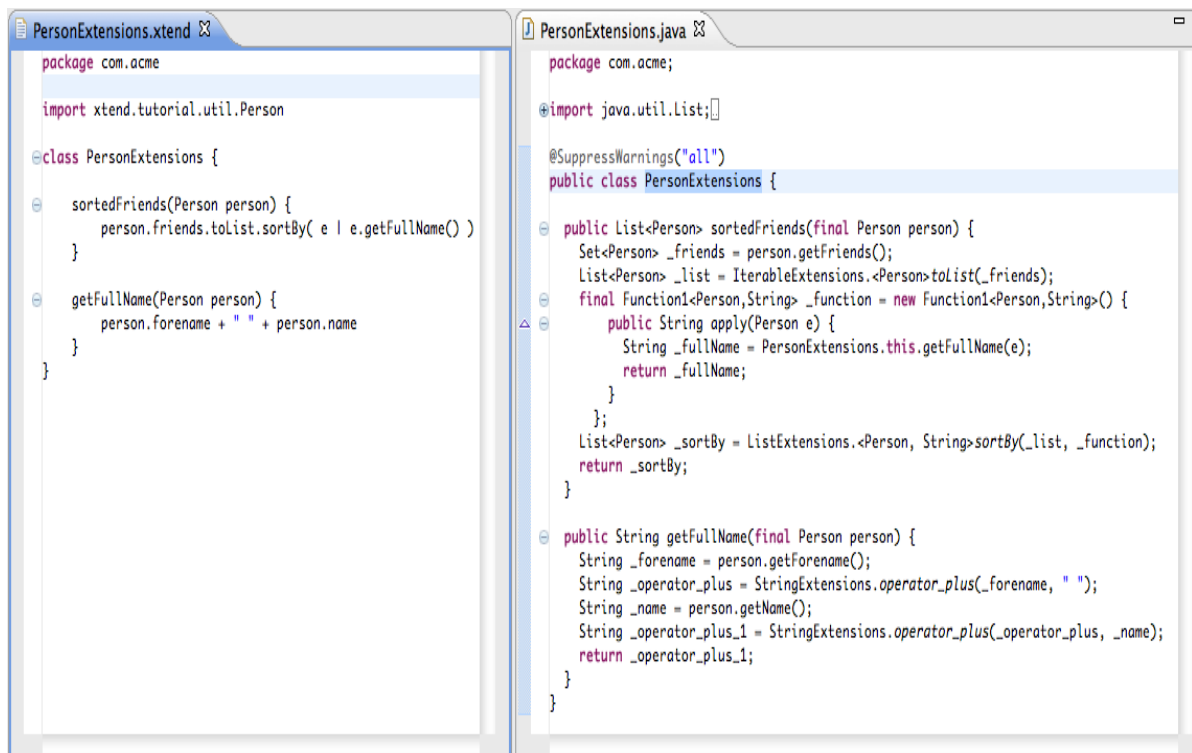 PersonExtensions.xtend
package com.acme
import xtend.tutorial.util.Person
class PersonExtensions {
sortedFriends(Person person) {
person.friends.toList.sortBy( e | e.getFullName() )
}
getFullName(Person person) {
person.forename + " " + person.name
}
}
PersonExtensions.java
package com.acme;
import java.util.List;
@SuppressWarnings("all")
public class PersonExtensions {
public List<Person> sortedFriends(final Person person) {
Set<Person> _friends = person.getFriends();
List<Person> _list = IterableExtensions.<Person>toList(_friends);
final Function1<Person,String> _function = new Function1<Person,String>() {
public String apply(Person e) {
String _fullName = PersonExtensions.this.getFullName(e);
return _fullName;
}
};
List<Person> _sortBy = ListExtensions.<Person, String>sortBy(_list, _function);
return _sortBy;
}
public String getFullName(final Person person) {
String _forename = person.getForename();
String _operator_plus = StringExtensions.operator_plus(_forename, " ");
String _name = person.getName();
String _operator_plus_1 = StringExtensions.operator_plus(_operator_plus, _name);
return _operator_plus_1;
}
}